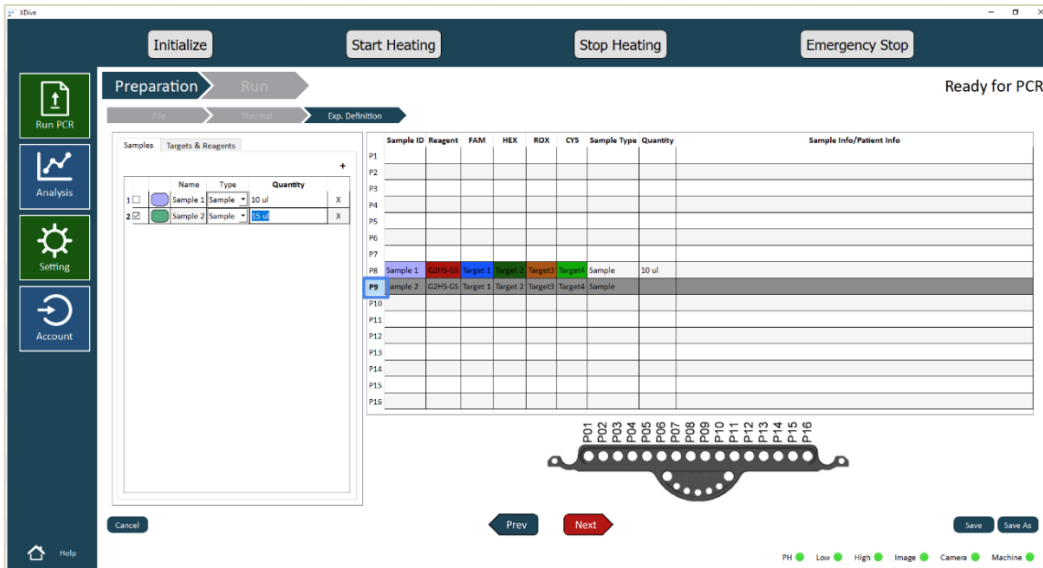 XDive
Initialize
Start Heating
Stop Heating
Emergency Stop
Run PCR
Analysis
Setting
Account
Help
Preparation
Run
Ready for PCR
File
Thermal
Exp. Definition
Samples Targets & Reagents
+
Name Type Quantity
1 Sample 1 Sample 10 ul X
2 Sample 2 Sample 15 ul X
Sample ID Reagent FAM HEX ROX CY5 Sample Type Quantity Sample Info/Patient Info
P1
P2
P3
P4
P5
P6
P7
P8 Sample 1 G2HS-GS Target 1 Target 2 Target3 Target4 Sample 10 ul
P9 ample 2 G2HS-GS Target 1 Target 2 Target3 Target4 Sample
P10
P11
P12
P13
P14
P15
P16
P01 P02 P03 P04 P05 P06 P07 P08 P09 P10 P11 P12 P13 P14 P15 P16
Cancel
Prev
Next
Save
Save As
PH Low High Image Camera Machine